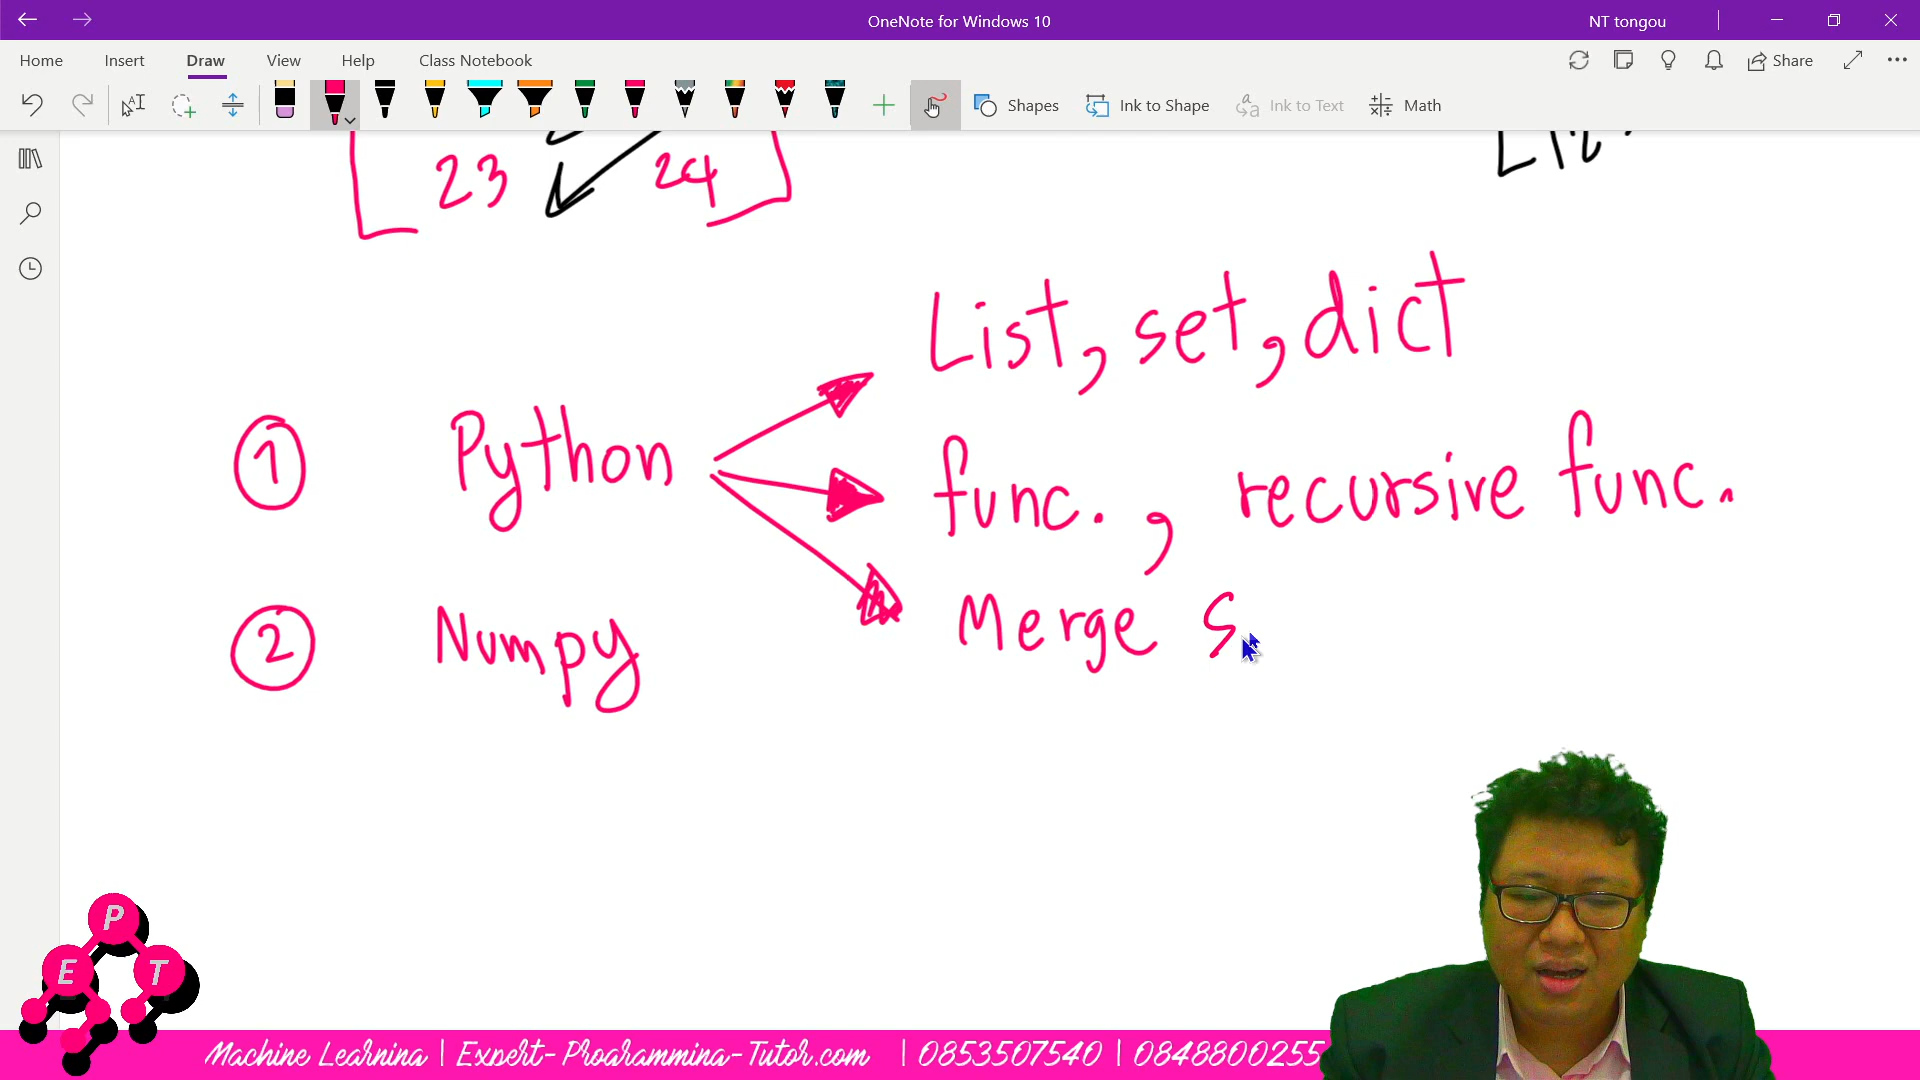 OneNote for Windows 10
NT tongou
Home Insert Draw View Help Class Notebook
Share
Shapes Ink to Shape Ink to Text Math
23 24
List, set, dict
1 Python
func., recursive func.
2 Numpy
Merge S
P
E T
Machine Learning | Expert-Programming-Tutor.com | 0853507540 | 0848800255